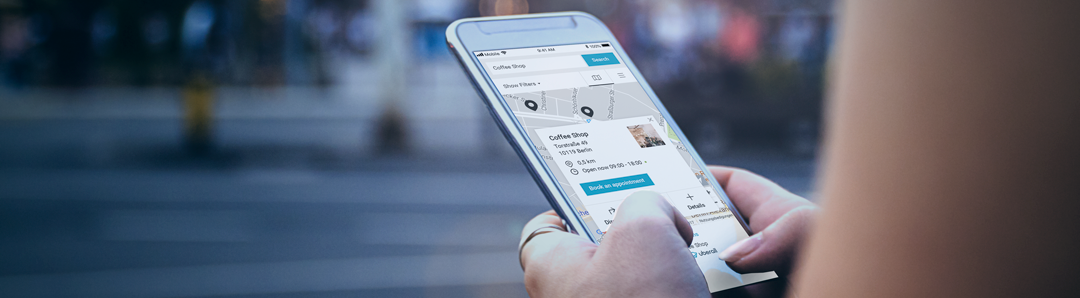 Mobile 9:41 AM 100%
Coffee Shop Search
Show Filters
Coffee Shop
Torstraße 49
10119 Berlin
0,5 km
Open now 09:00 - 18:00
Book an appointment
Details
Shop
uberall